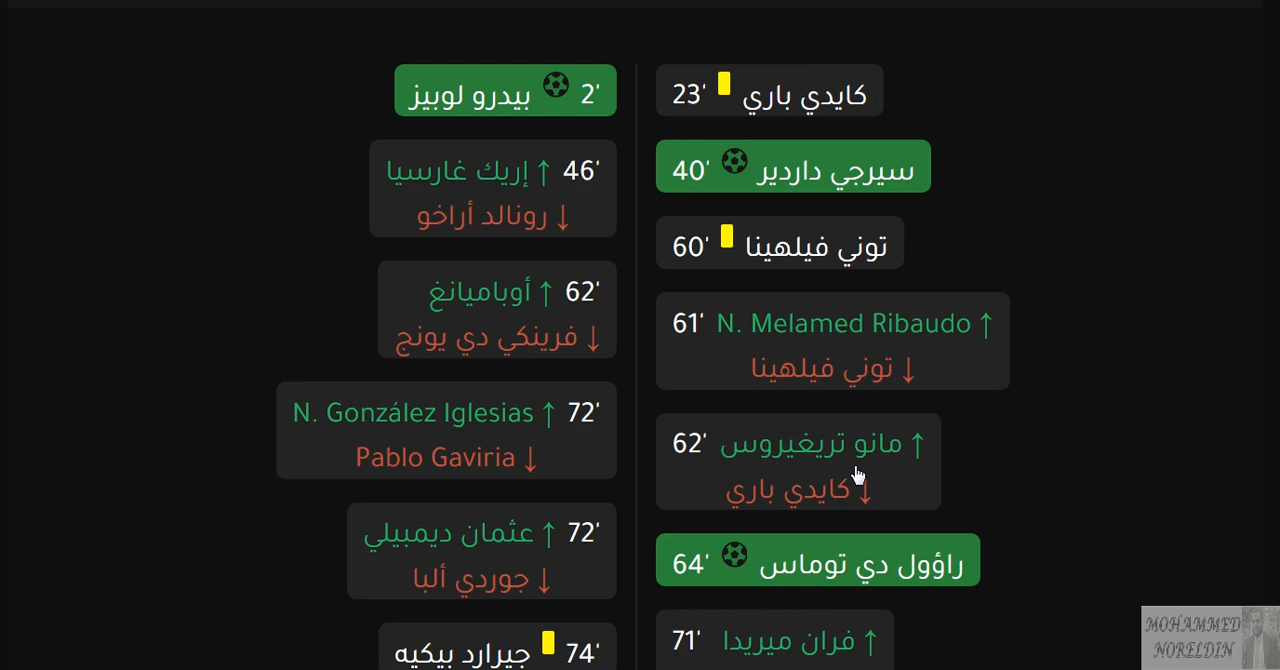 23' كايدي باري
40' سيرجي داردير
60' توني فيلهينا
61' N. Melamed Ribaudo ↑
توني فيلهينا ↓
62' مانو تريغيروس ↑
كايدي باري ↓
64' راؤول دي توماس
71' فران ميريدا ↑
2' بيدرو لوبيز
46' ↑ إريك غارسيا
↓ رونالد أراخو
62' ↑ أوباميانغ
↓ فرينكي دي يونج
N. González Iglesias ↑ 72'
Pablo Gaviria ↓
72' ↑ عثمان ديمبيلي
↓ جوردي ألبا
74' جيرارد بيكيه
MOHAMMED
NORELDIN